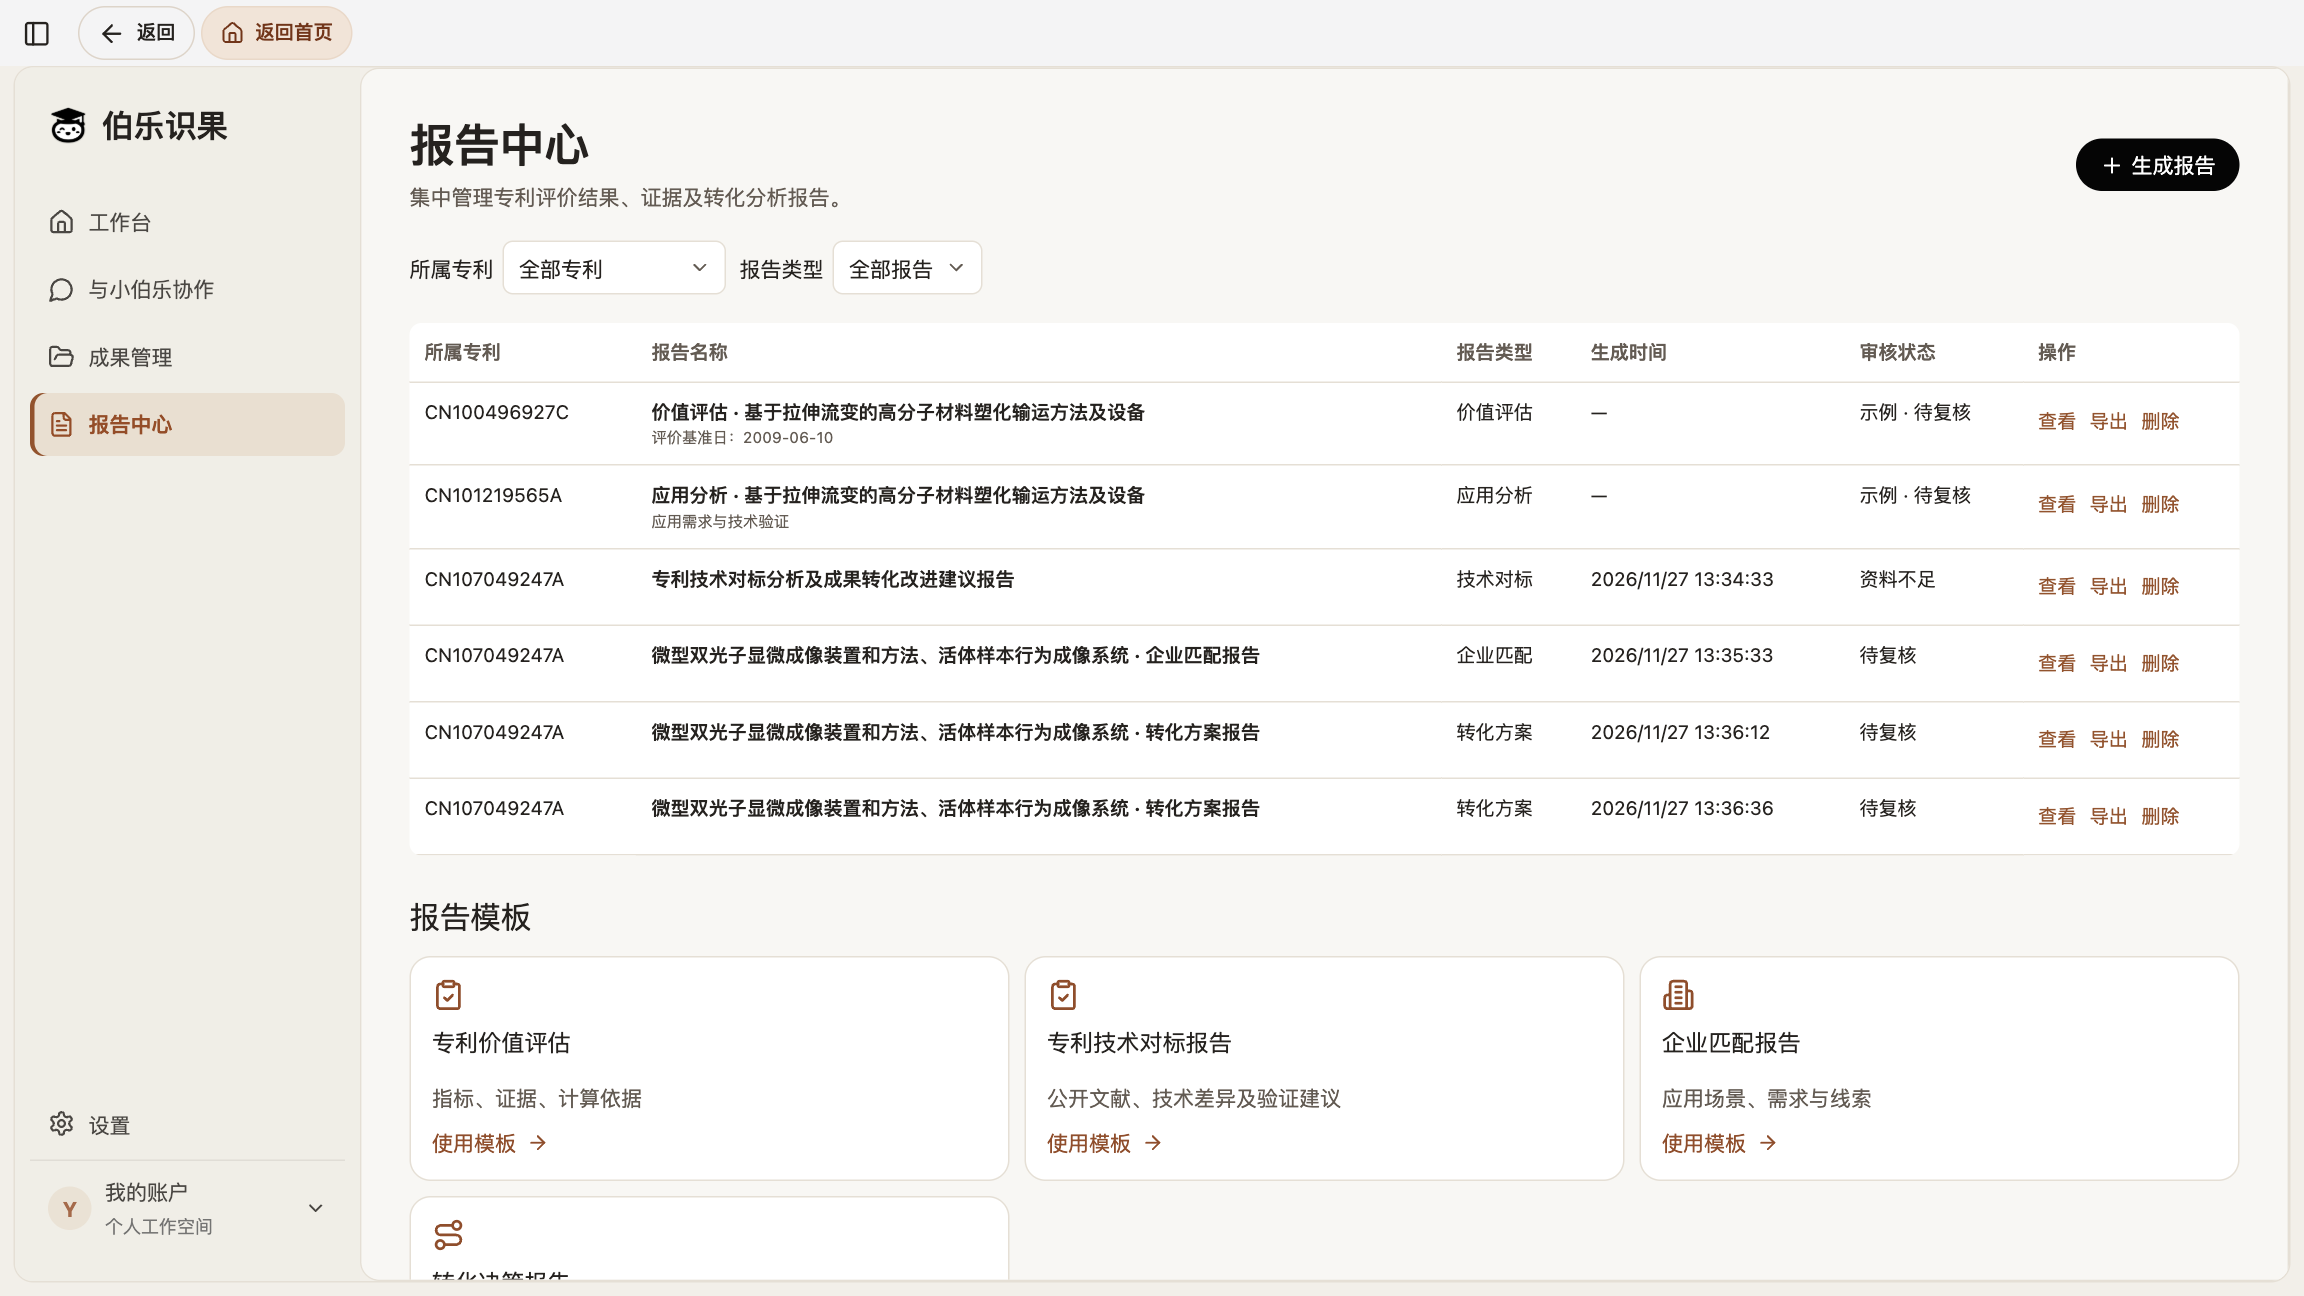 返回
返回首页
伯乐识果
工作台
与小伯乐协作
成果管理
报告中心
设置
Y
我的账户
个人工作空间
报告中心
集中管理专利评价结果、证据及转化分析报告。
+ 生成报告
所属专利 全部专利 报告类型 全部报告
所属专利 报告名称 报告类型 生成时间 审核状态 操作
CN100496927C 价值评估 · 基于拉伸流变的高分子材料塑化输运方法及设备 价值评估 — 示例 · 待复核 查看 导出 删除
评价基准日：2009-06-10
CN101219565A 应用分析 · 基于拉伸流变的高分子材料塑化输运方法及设备 应用分析 — 示例 · 待复核 查看 导出 删除
应用需求与技术验证
CN107049247A 专利技术对标分析及成果转化改进建议报告 技术对标 2026/11/27 13:34:33 资料不足 查看 导出 删除
CN107049247A 微型双光子显微成像装置和方法、活体样本行为成像系统 · 企业匹配报告 企业匹配 2026/11/27 13:35:33 待复核 查看 导出 删除
CN107049247A 微型双光子显微成像装置和方法、活体样本行为成像系统 · 转化方案报告 转化方案 2026/11/27 13:36:12 待复核 查看 导出 删除
CN107049247A 微型双光子显微成像装置和方法、活体样本行为成像系统 · 转化方案报告 转化方案 2026/11/27 13:36:36 待复核 查看 导出 删除
报告模板
专利价值评估
指标、证据、计算依据
使用模板 →
专利技术对标报告
公开文献、技术差异及验证建议
使用模板 →
企业匹配报告
应用场景、需求与线索
使用模板 →
转化决策报告